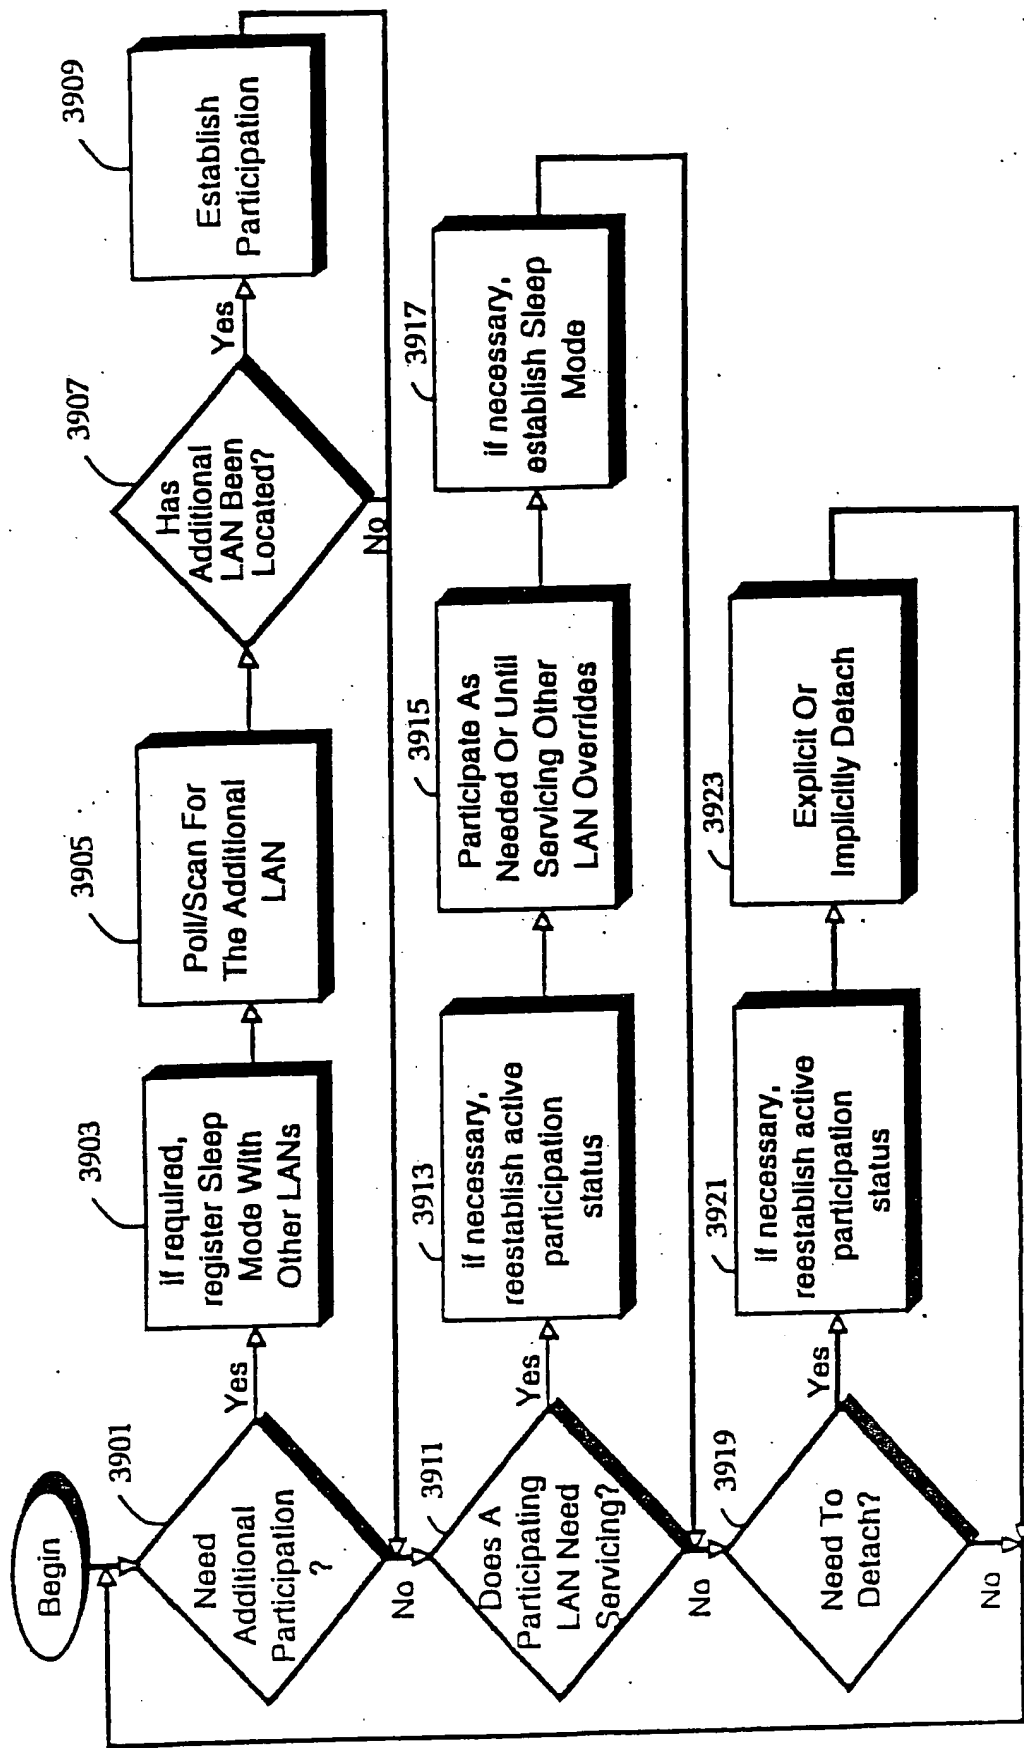 Begin
3901
Need
Additional
Participation
?
Yes
No
3903
if required,
register Sleep
Mode With
Other LANs
3905
Poll/Scan For
The Additional
LAN
3907
Has
Additional
LAN Been
Located?
Yes
No
3909
Establish
Participation
3911
Does A
Participating
LAN Need
Servicing?
Yes
No
3913
if necessary,
reestablish active
participation
status
3915
Participate As
Needed Or Until
Servicing Other
LAN Overrides
3917
if necessary,
establish Sleep
Mode
3919
Need To
Detach?
Yes
No
3921
if necessary,
reestablish active
participation
status
3923
Explicit Or
Implicitly Detach